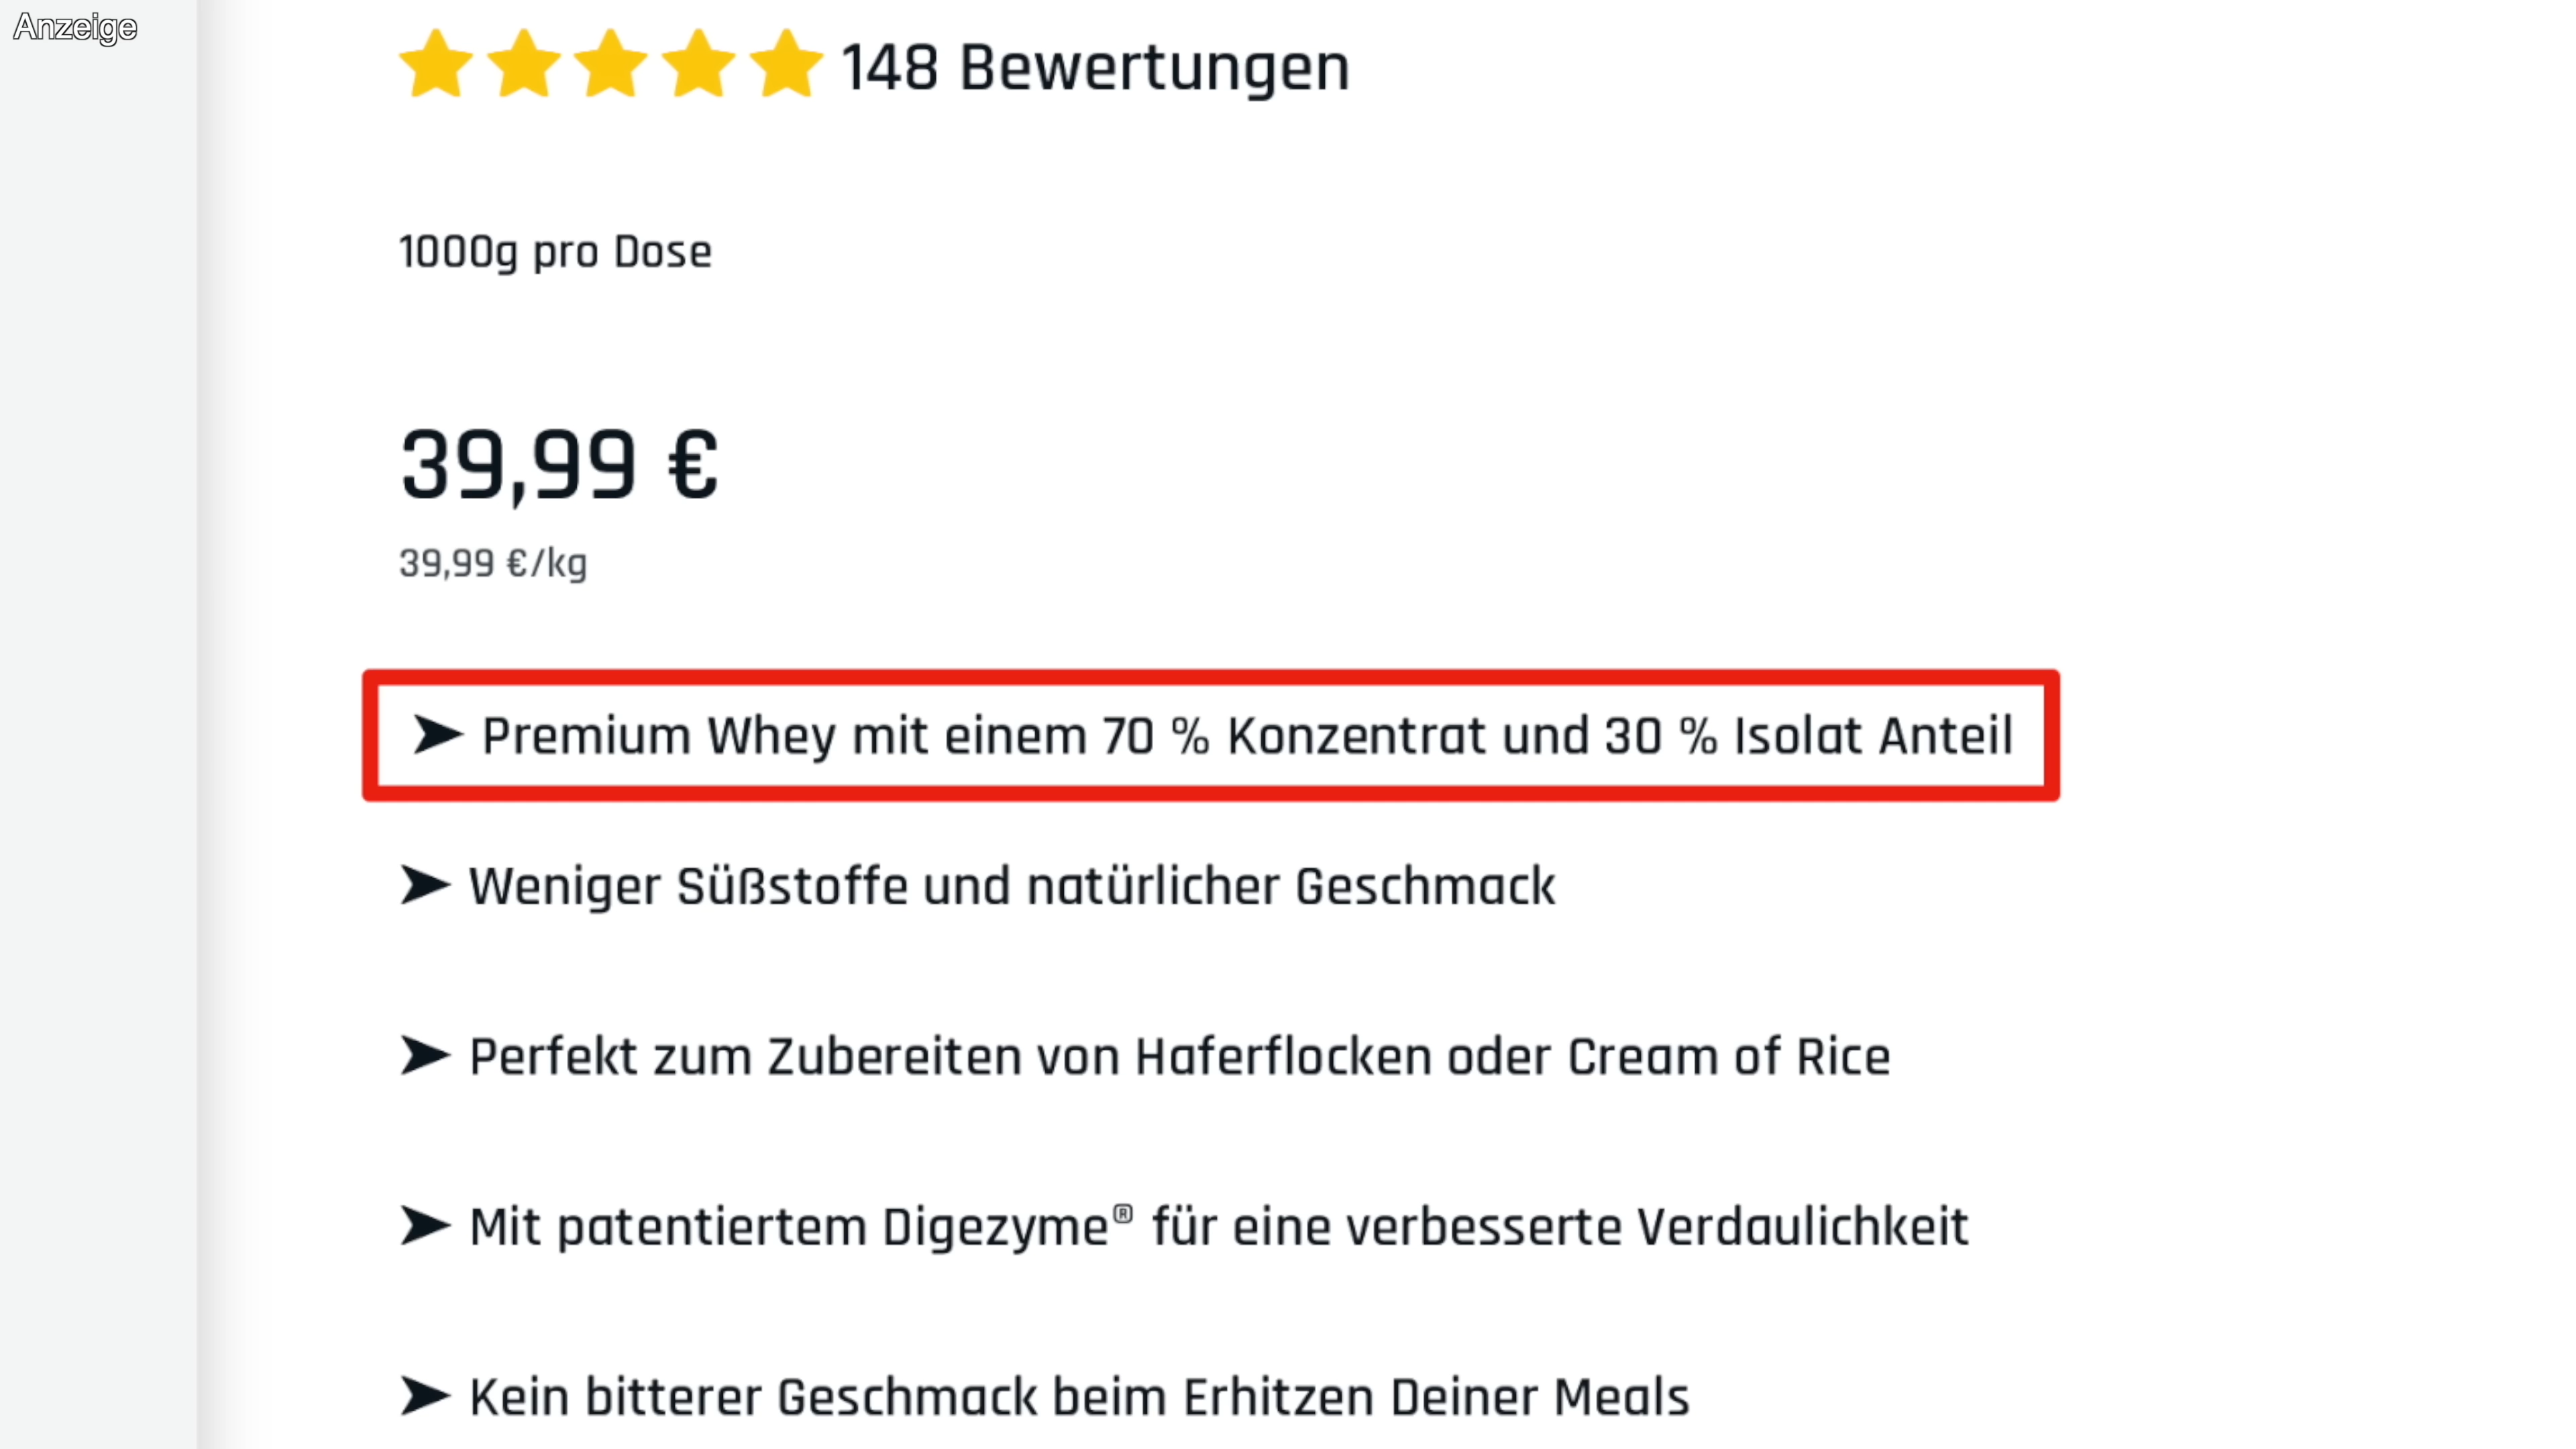 Anzeige
148 Bewertungen
1000g pro Dose
39,99 €
39,99 €/kg
➤ Premium Whey mit einem 70 % Konzentrat und 30 % Isolat Anteil
➤ Weniger Süßstoffe und natürlicher Geschmack
➤ Perfekt zum Zubereiten von Haferflocken oder Cream of Rice
➤ Mit patentiertem Digezyme® für eine verbesserte Verdaulichkeit
➤ Kein bitterer Geschmack beim Erhitzen Deiner Meals